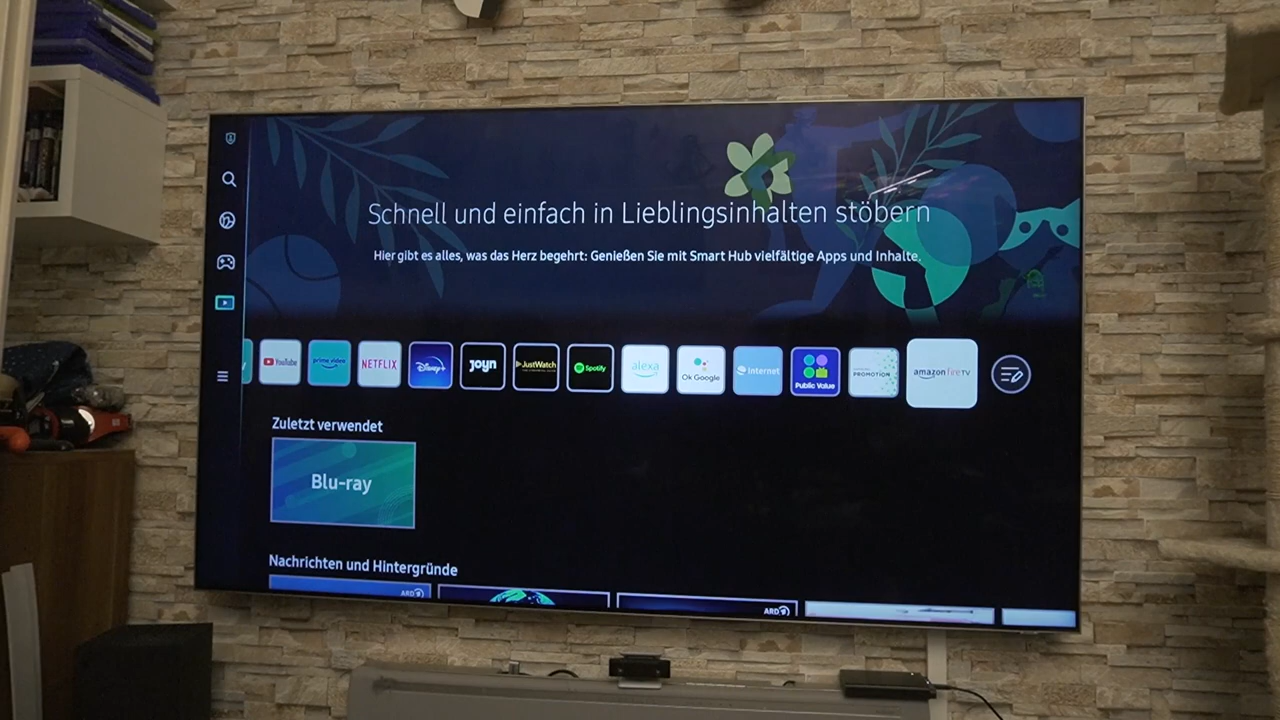 Schnell und einfach in Lieblingsinhalten stöbern
Hier gibt es alles, was das Herz begehrt: Genießen Sie mit Smart Hub vielfältige Apps und Inhalte.
YouTube
prime video
NETFLIX
Disney+
joyn
JustWatch
Spotify
alexa
Ok Google
Internet
Public Value
PROMOTION
amazon fireTV
Zuletzt verwendet
Blu-ray
Nachrichten und Hintergründe
ARD
ARD